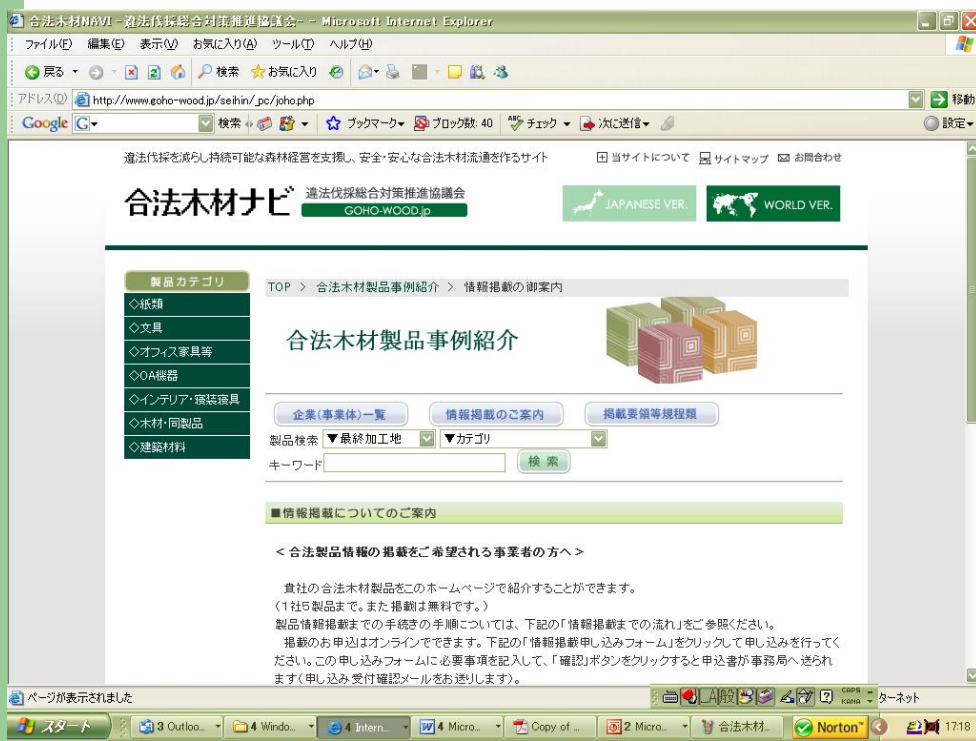 合法木材NAVI -違法伐採総合対策推進協議会- - Microsoft Internet Explorer
ファイル(F) 編集(E) 表示(V) お気に入り(A) ツール(T) ヘルプ(H)
戻る 検索 お気に入り
アドレス(D) http://www.goho-wood.jp/seihin/_pc/joho.php 移動
Google G 検索 ブックマーク ブロック数: 40 チェック 次に送信 設定
違法伐採を減らし持続可能な森林経営を支援し、安全・安心な合法木材流通を作るサイト 当サイトについて サイトマップ お問合わせ
合法木材ナビ 違法伐採総合対策推進協議会
GOHO-WOOD.jp
JAPANESE VER. WORLD VER.
製品カテゴリ
◇紙類
◇文具
◇オフィス家具等
◇OA機器
◇インテリア・寝装寝具
◇木材・同製品
◇建築材料
TOP > 合法木材製品事例紹介 > 情報掲載の御案内
合法木材製品事例紹介
企業(事業体)一覧 情報掲載のご案内 掲載要領等規程類
製品検索 ▼最終加工地 ▼カテゴリ
キーワード 検索
■情報掲載についてのご案内
<合法製品情報の掲載をご希望される事業者の方へ>
貴社の合法木材製品をこのホームページで紹介することができます。
(1社5製品まで。また掲載は無料です。)
製品情報掲載までの手続きの手順については、下記の「情報掲載までの流れ」をご参照ください。
掲載のお申込はオンラインでできます。下記の「情報掲載申し込みフォーム」をクリックして申し込みを行ってく
ださい。この申し込みフォームに必要事項を記入して、「確認」ボタンをクリックすると申込書が事務局へ送られ
ます(申し込み受付確認メールをお送りします)。
ページが表示されました
A般 CAPS KANA ターネット
スタート 3 Outloo... 4 Windo... 4 Intern... 4 Micro... Copy of ... 2 Micro... 合法木材... Norton 17:18